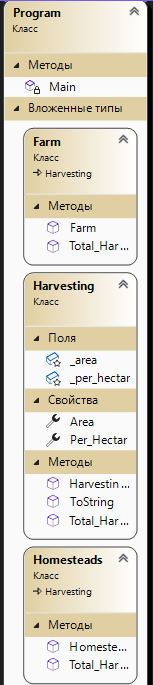 Program
Класс
Методы
Main
Вложенные типы
Farm
Класс
Harvesting
Методы
Farm
Total_Har...
Harvesting
Класс
Поля
_area
_per_hectar
Свойства
Area
Per_Hectar
Методы
Harvestin...
ToString
Total_Har...
Homesteads
Класс
Harvesting
Методы
Homeste...
Total_Har...